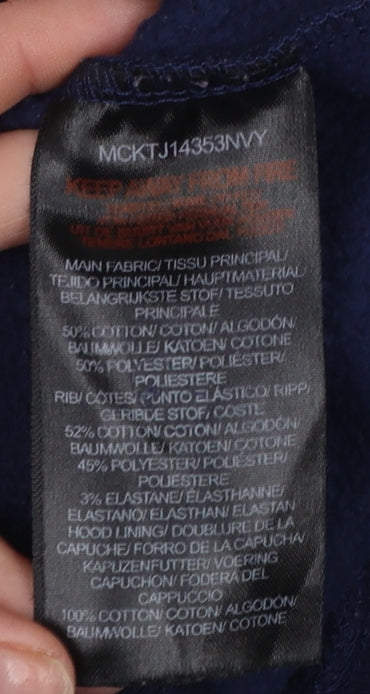 MCKTJ14353NVY
KEEP AWAY FROM FIRE
MAIN FABRIC/ TISSU PRINCIPAL/
TEJIDO PRINCIPAL/ HAUPTMATERIAL/
BELANGRIJKSTE STOF/ TESSUTO
PRINCIPALE
50% COTTON/ COTON/ ALGODÓN/
BAUMWOLLE/ KATOEN/ COTONE
50% POLYESTER/ POLIÉSTER/
POLIESTERE
RIB/ CÔTES/ PUNTO ELÁSTICO/ RIPP/
GERIBDE STOF/ COSTE
52% COTTON/ COTON/ ALGODÓN/
BAUMWOLLE/ KATOEN/ COTONE
45% POLYESTER/ POLIÉSTER/
POLIESTERE
3% ELASTANE/ ÉLASTHANNE/
ELASTANO/ ELASTHAN/ ELASTAN
HOOD LINING/ DOUBLURE DE LA
CAPUCHE/ FORRO DE LA CAPUCHA/
KAPUZENFUTTER/ VOERING
CAPUCHON/ FODERA DEL
CAPPUCCIO
100% COTTON/ COTON/ ALGODÓN/
BAUMWOLLE/ KATOEN/ COTONE